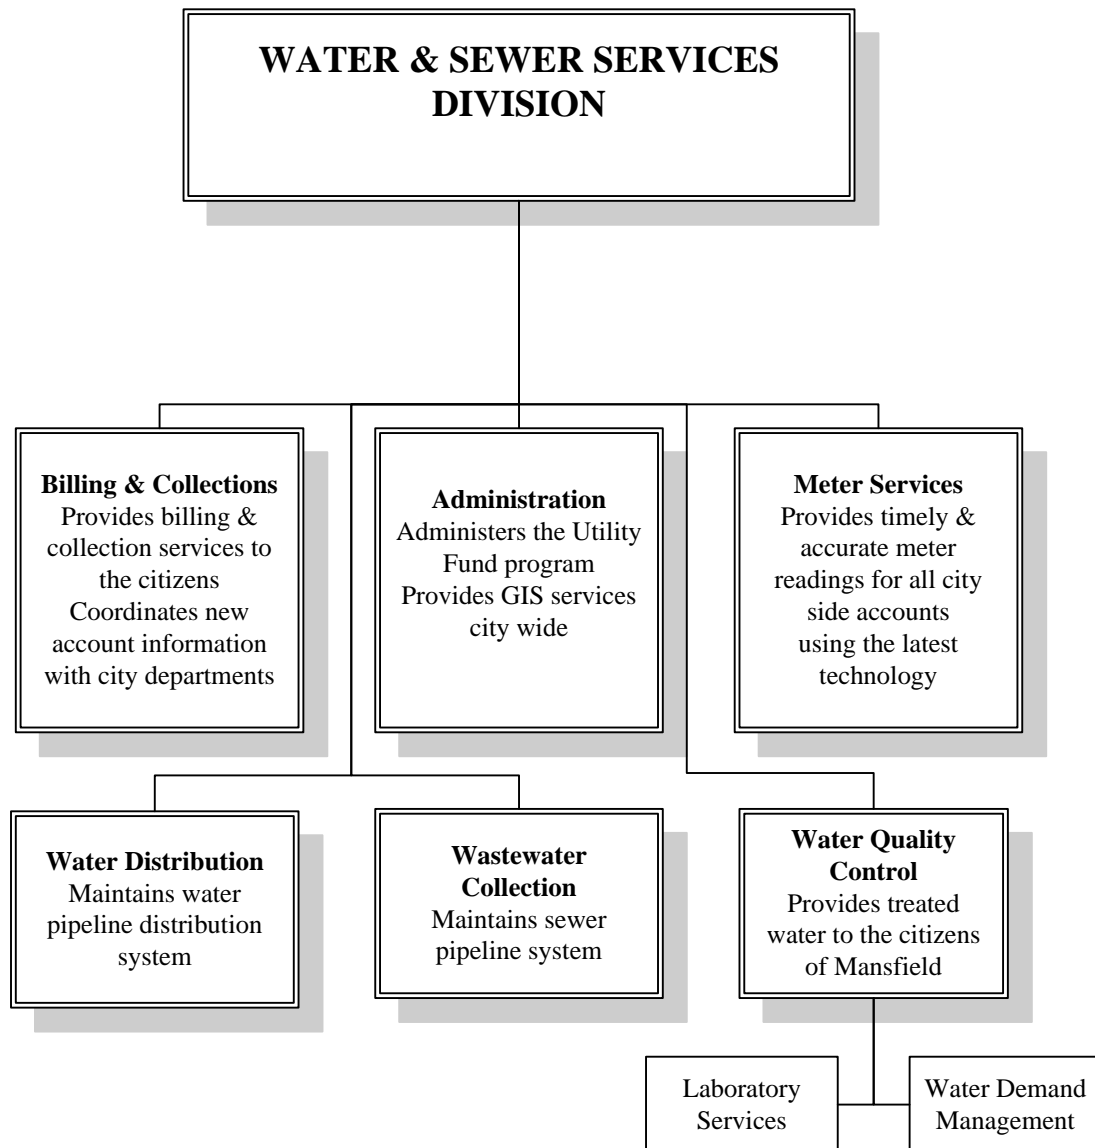 WATER & SEWER SERVICES
DIVISION
Billing & Collections
Provides billing &
collection services to
the citizens
Coordinates new
account information
with city departments
Administration
Administers the Utility
Fund program
Provides GIS services
city wide
Meter Services
Provides timely &
accurate meter
readings for all city
side accounts
using the latest
technology
Water Distribution
Maintains water
pipeline distribution
system
Wastewater
Collection
Maintains sewer
pipeline system
Water Quality
Control
Provides treated
water to the citizens
of Mansfield
Laboratory
Services
Water Demand
Management